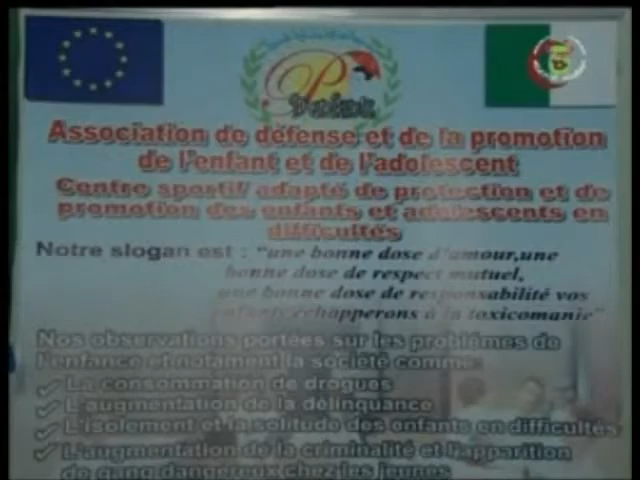 Association de défense et de la promotion
de l'enfant et de l'adolescent
Centre sportif adapté de protection et de
promotion des enfants et adolescents en
difficultés
Notre slogan est : "une bonne dose d'amour,une
bonne dose de respect mutuel,
une bonne dose de responsabilité vos
enfants échapperons à la toxicomanie"
Nos observations portées sur les problémes de
l'enfance et notament la société comme:
La consommation de drogues
L'augmentation de la délinquance
L'isolement et la solitude des enfants en difficultés
L'augmentation de la criminalité et l'apparition
de gang dangereux chez les jeunes